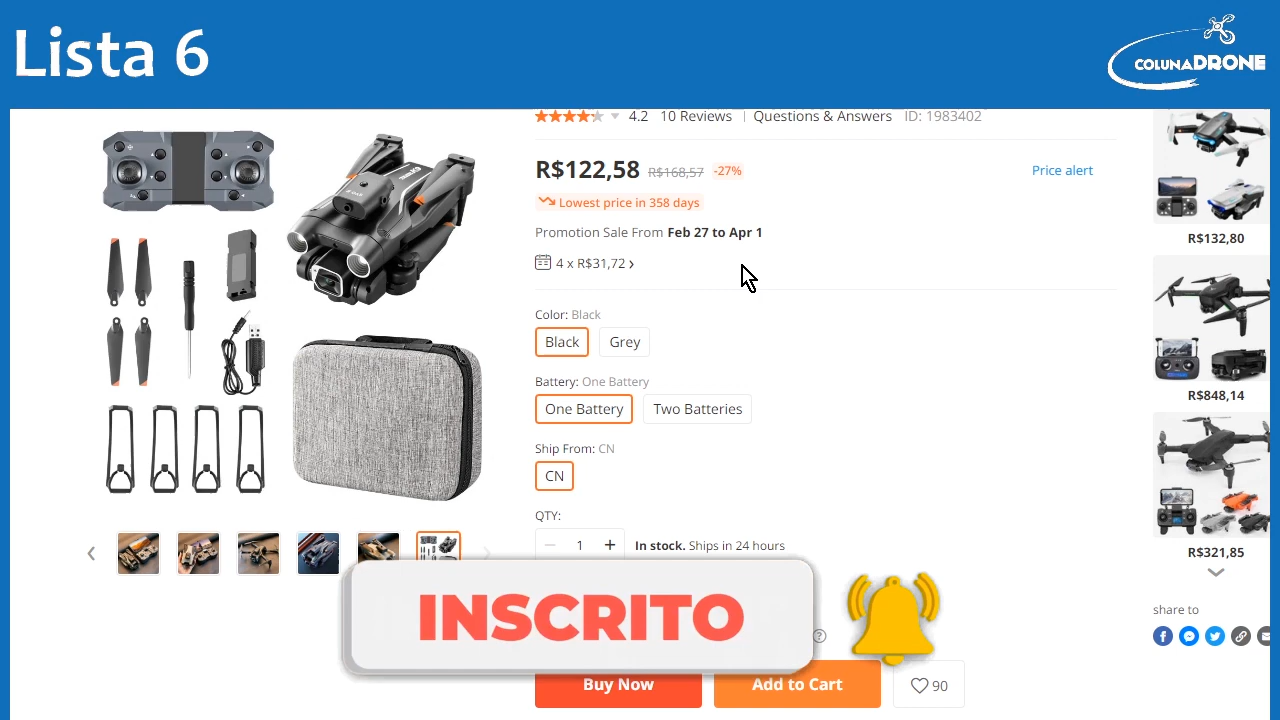 Lista 6
COLUNADRONE
4.2 10 Reviews | Questions & Answers ID: 1983402
R$122,58 R$168,57 -27% Price alert
Lowest price in 358 days
Promotion Sale From Feb 27 to Apr 1
4 x R$31,72 ›
R$132,80
Color: Black
Black Grey
Battery: One Battery
One Battery Two Batteries
R$848,14
Ship From: CN
CN
QTY:
− 1 + In stock. Ships in 24 hours
R$321,85
INSCRITO
share to
Buy Now Add to Cart 90